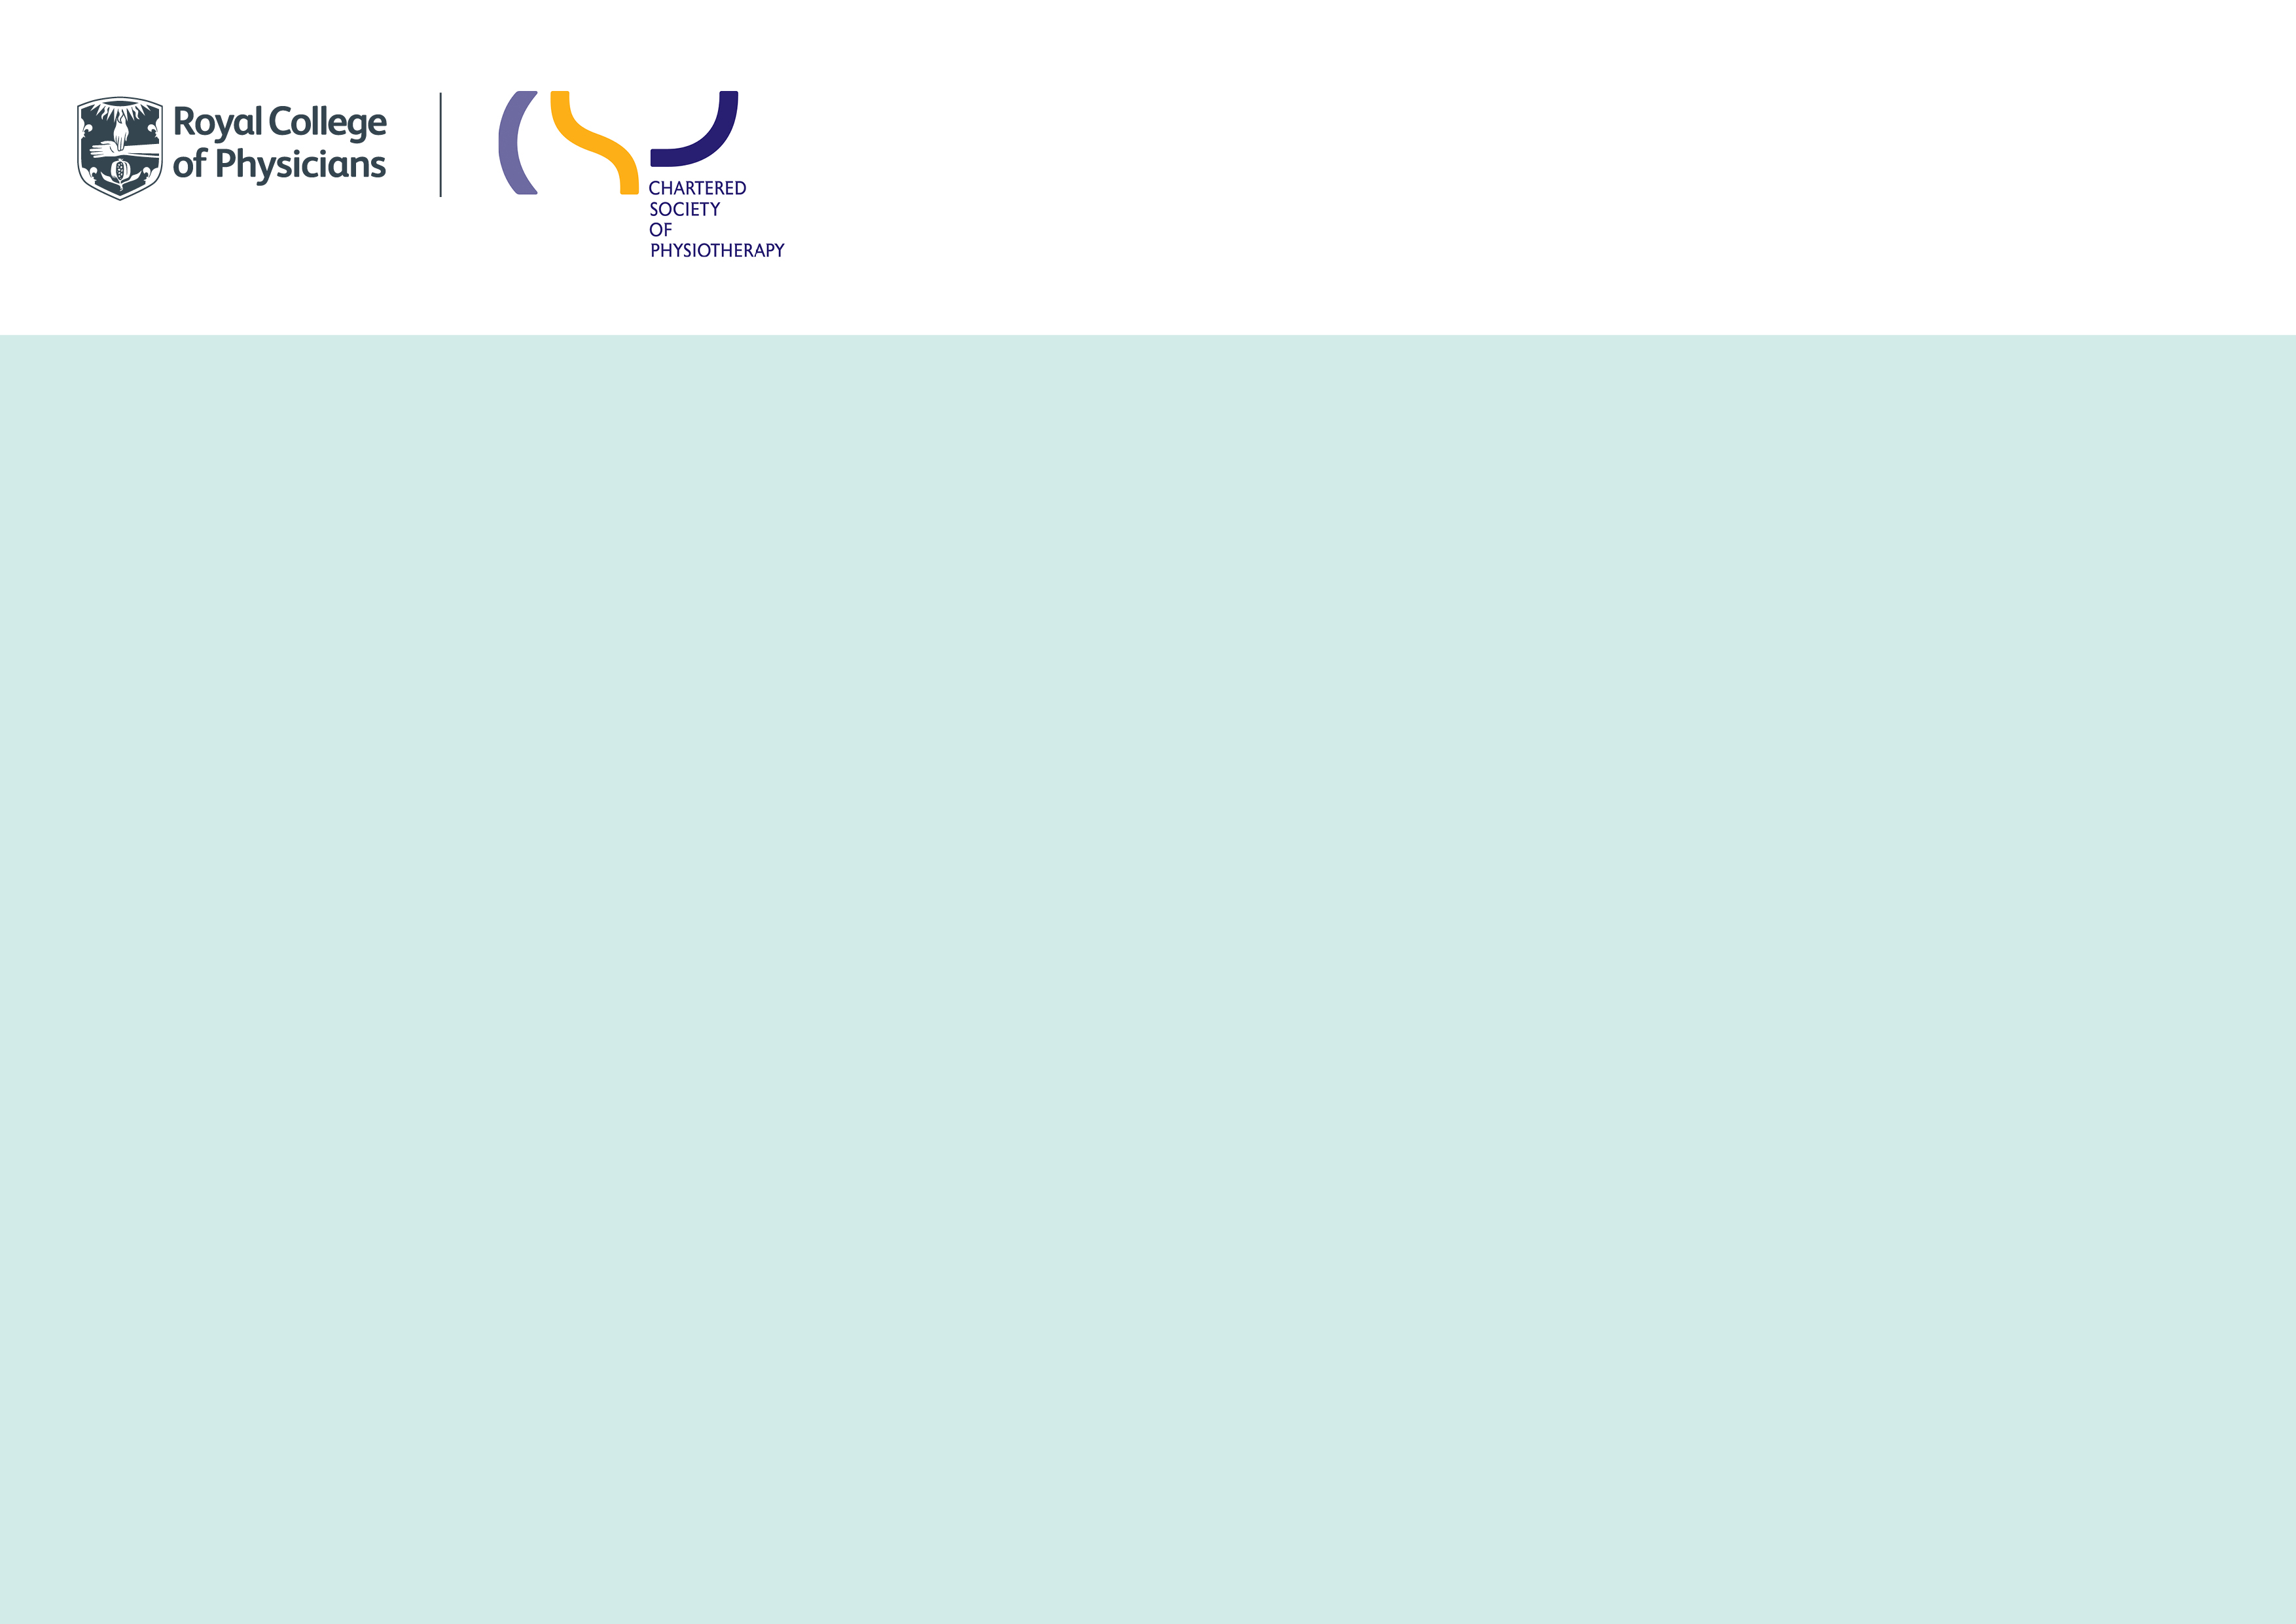 Royal College
of Physicians
CHARTERED
SOCIETY
OF
PHYSIOTHERAPY